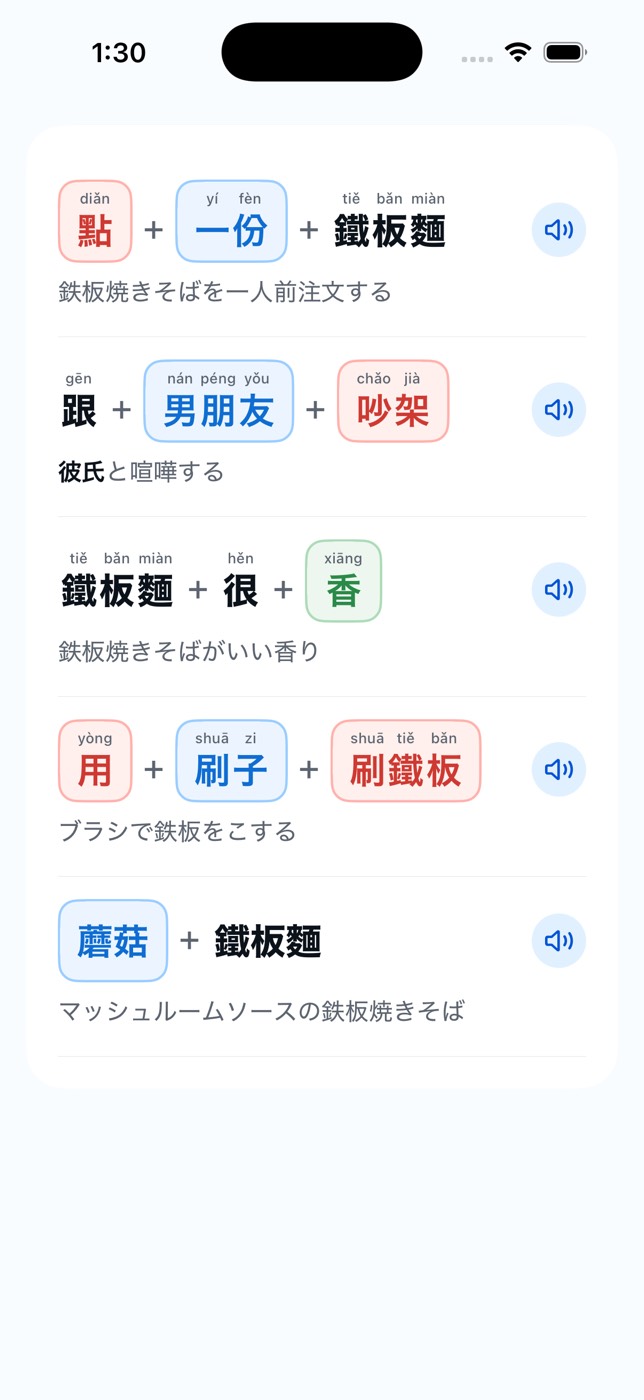 1:30
diǎn yí fèn tiě bǎn miàn
點 + 一份 + 鐵板麵
鉄板焼きそばを一人前注文する
gēn nán péng yǒu chǎo jià
跟 + 男朋友 + 吵架
彼氏と喧嘩する
tiě bǎn miàn hěn xiāng
鐵板麵 + 很 + 香
鉄板焼きそばがいい香り
yòng shuā zi shuā tiě bǎn
用 + 刷子 + 刷鐵板
ブラシで鉄板をこする
蘑菇 + 鐵板麵
マッシュルームソースの鉄板焼きそば